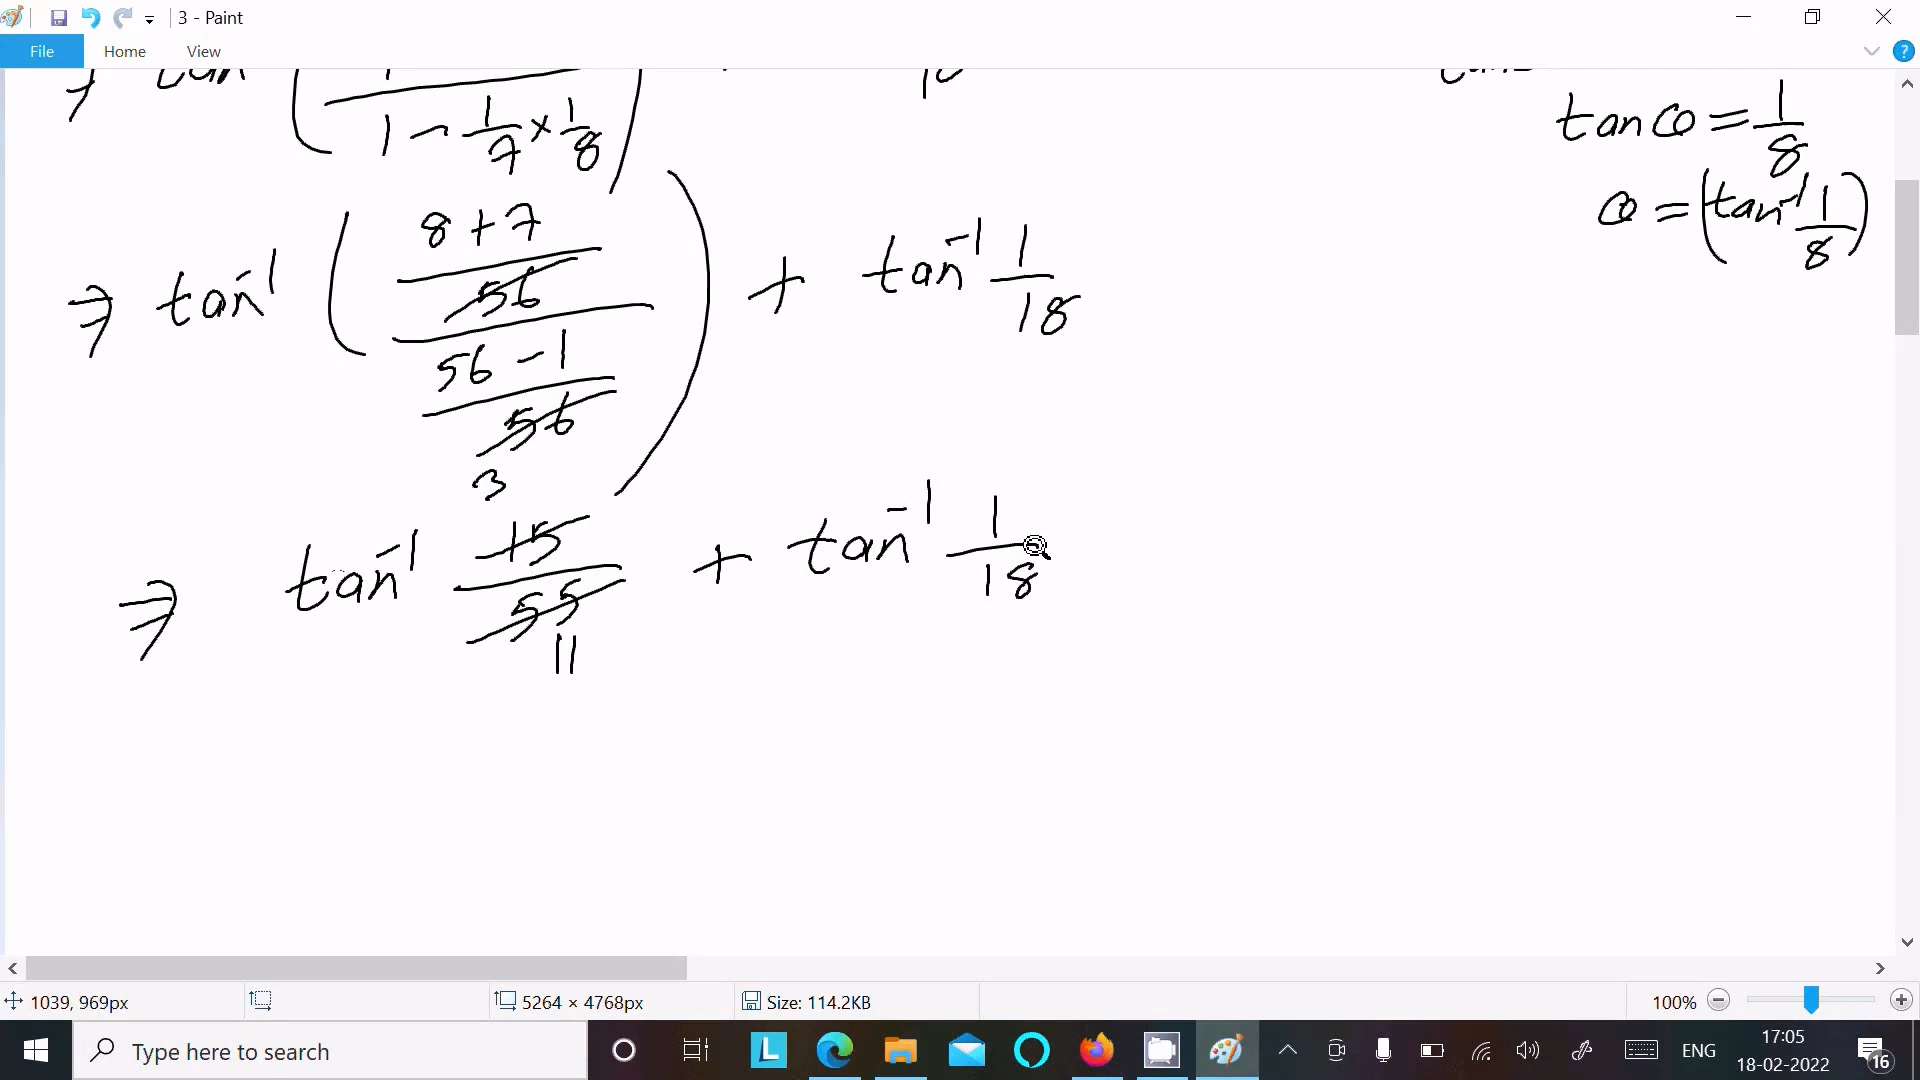 3 - Paint
File Home View
⇒ tan
1 - 1/7 × 1/8
tan θ = 1/8
θ = (tan⁻¹ 1/8)
⇒ tan⁻¹ ( (8+7)/56 / (56-1)/56 ) + tan⁻¹ 1/18
3
⇒ tan⁻¹ 15/55 + tan⁻¹ 1/18
11
1039, 969px 5264 × 4768px Size: 114.2KB 100%
Type here to search L ENG 17:05
18-02-2022 16